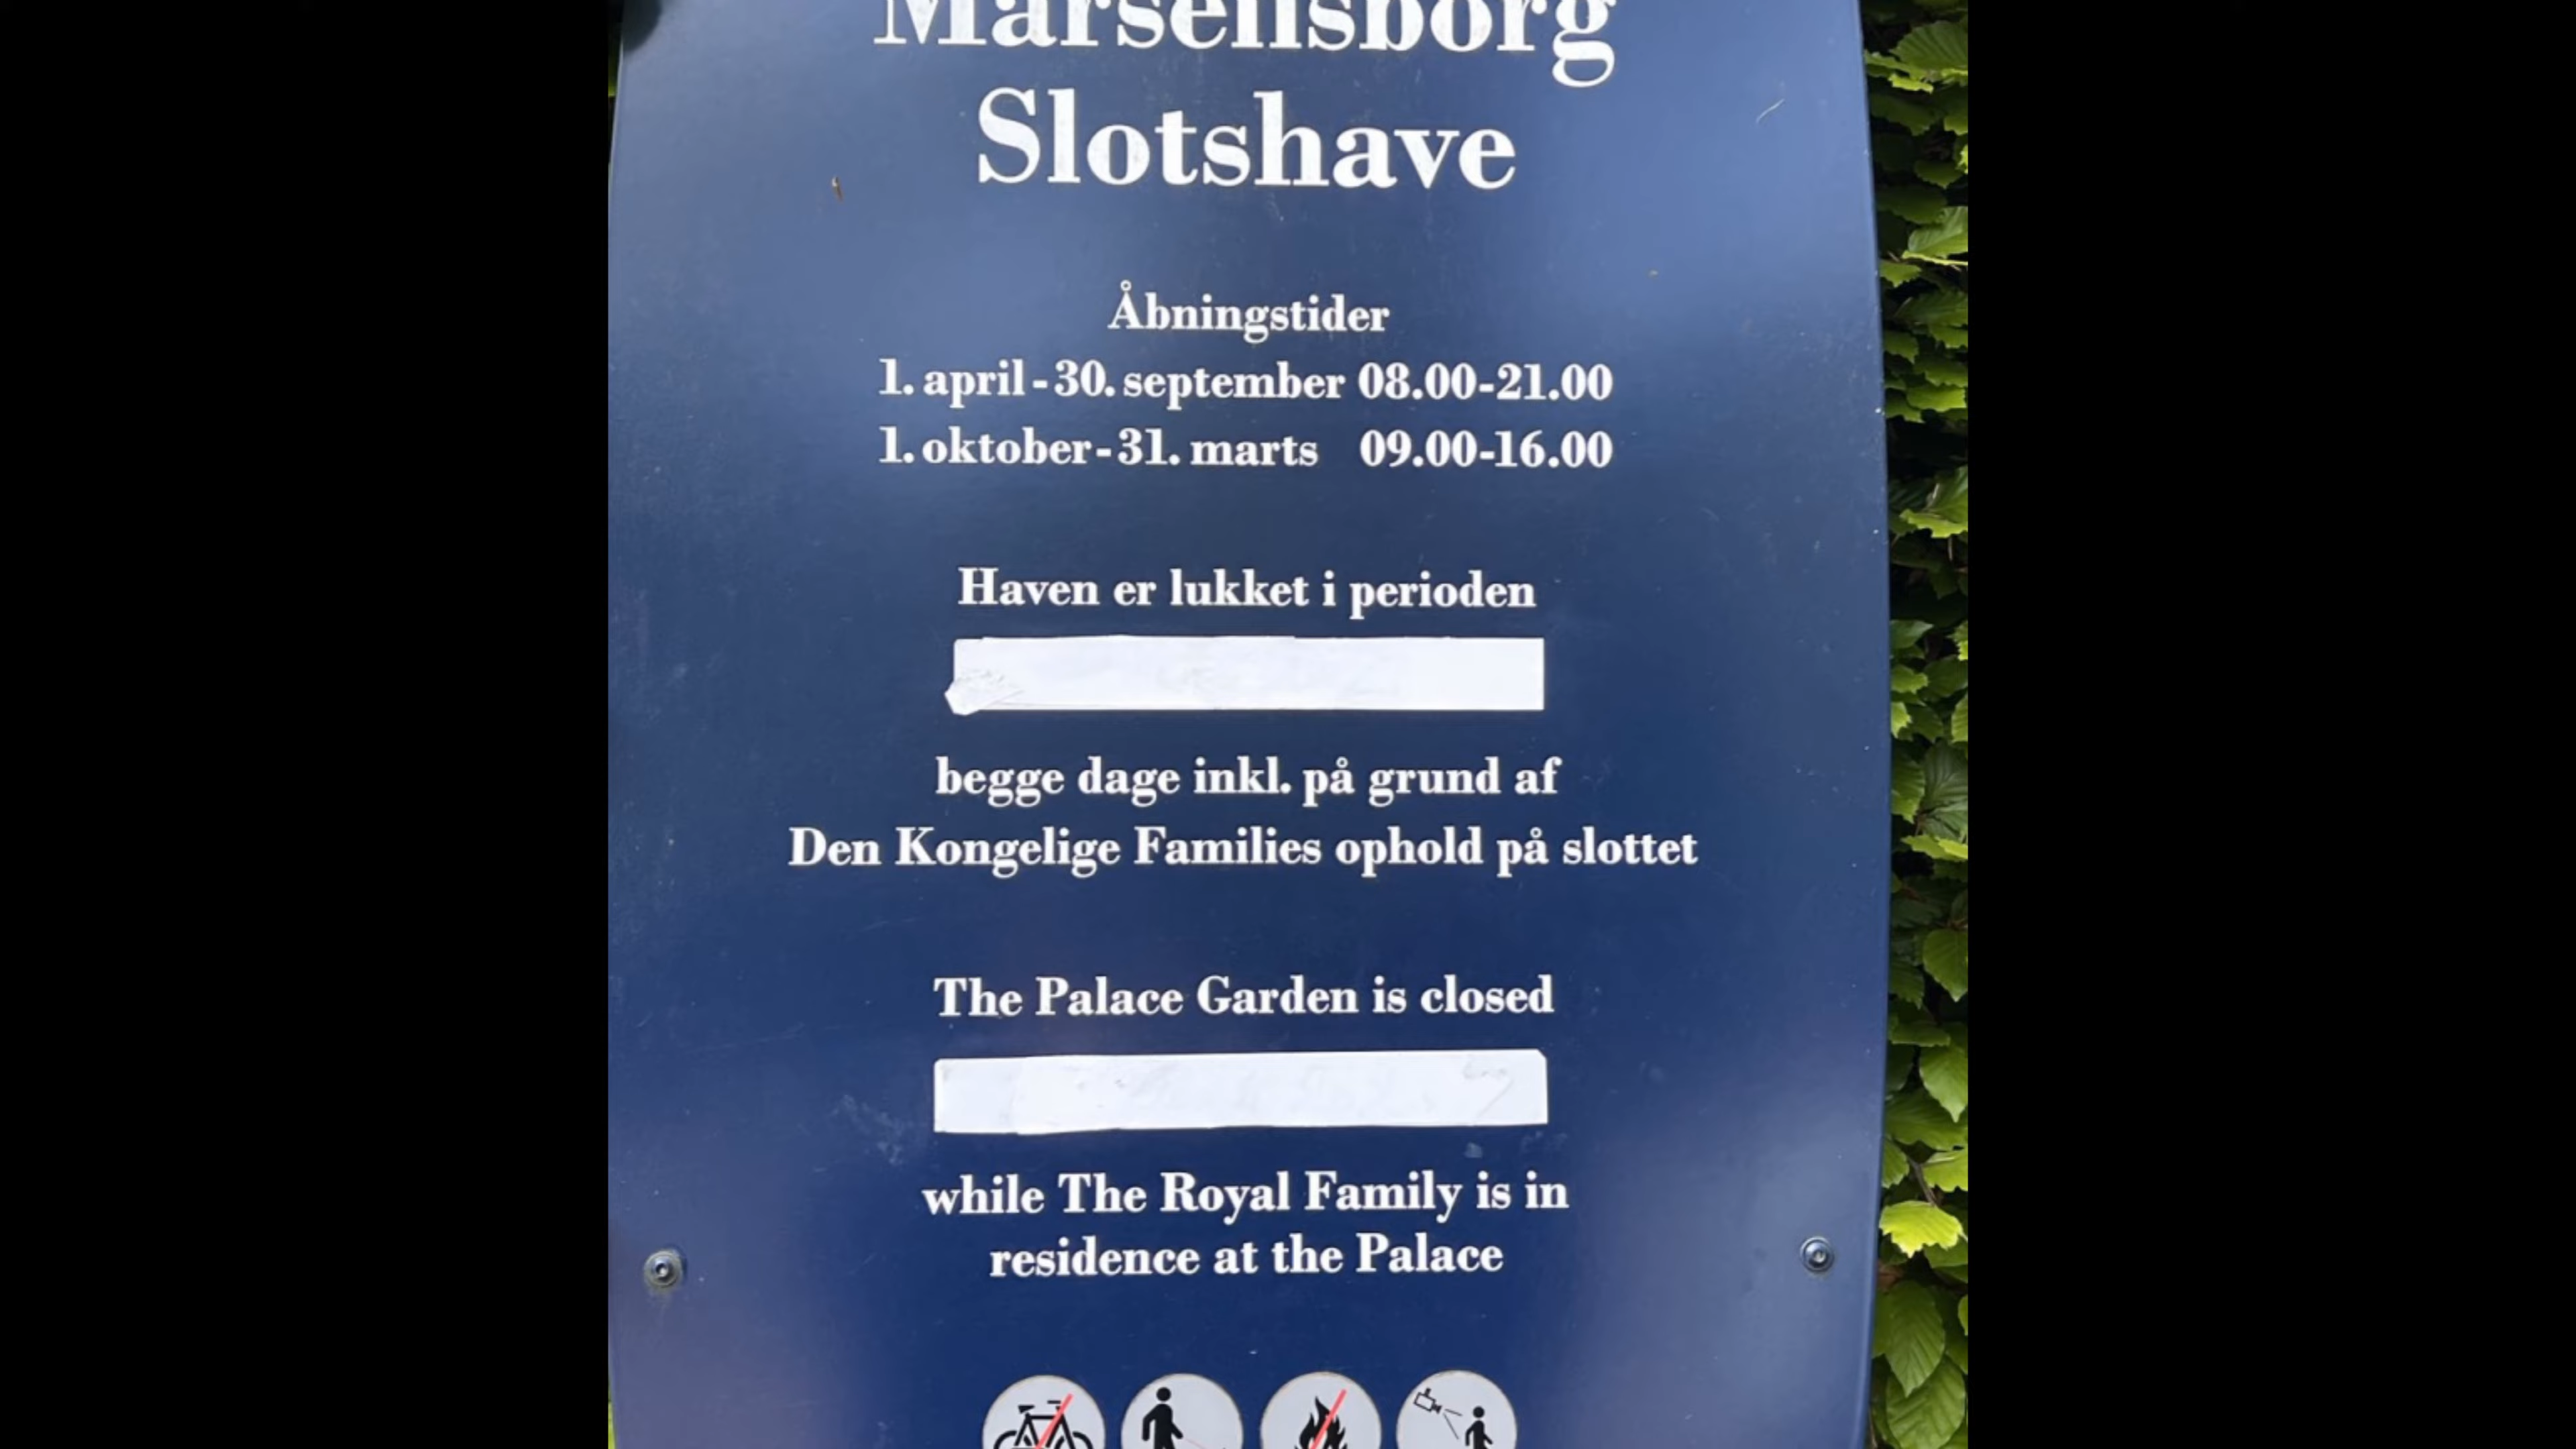 Marselisborg
Slotshave
Åbningstider
1. april - 30. september 08.00-21.00
1. oktober - 31. marts 09.00-16.00
Haven er lukket i perioden
begge dage inkl. på grund af
Den Kongelige Families ophold på slottet
The Palace Garden is closed
while The Royal Family is in
residence at the Palace